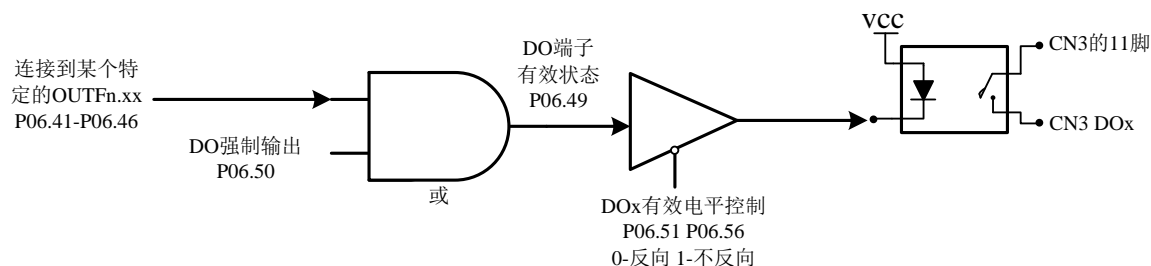 连接到某个特
定的OUTFn.xx
P06.41-P06.46
DO强制输出
P06.50
或
DO端子
有效状态
P06.49
DOx有效电平控制
P06.51 P06.56
0-反向 1-不反向
vcc
CN3的11脚
CN3 DOx